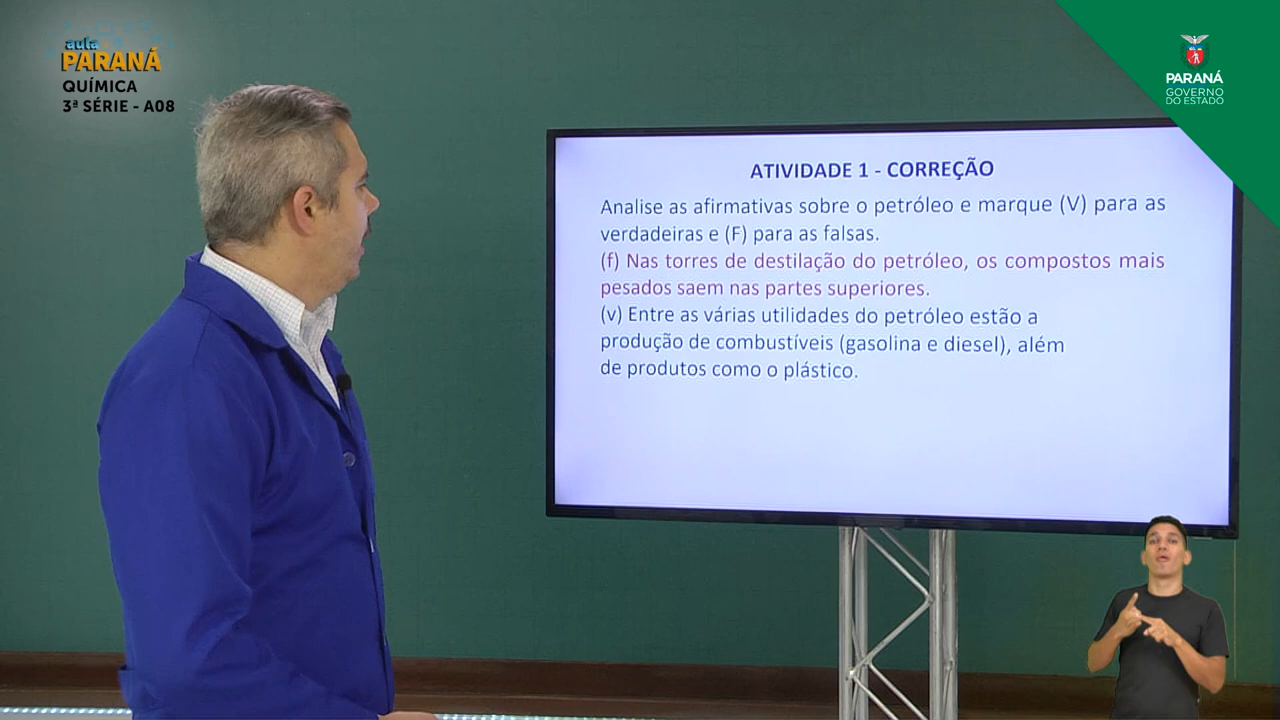 aula
PARANÁ
QUÍMICA
3ª SÉRIE - A08
PARANÁ
GOVERNO
DO ESTADO
ATIVIDADE 1 - CORREÇÃO
Analise as afirmativas sobre o petróleo e marque (V) para as
verdadeiras e (F) para as falsas.
(f) Nas torres de destilação do petróleo, os compostos mais
pesados saem nas partes superiores.
(v) Entre as várias utilidades do petróleo estão a
produção de combustíveis (gasolina e diesel), além
de produtos como o plástico.